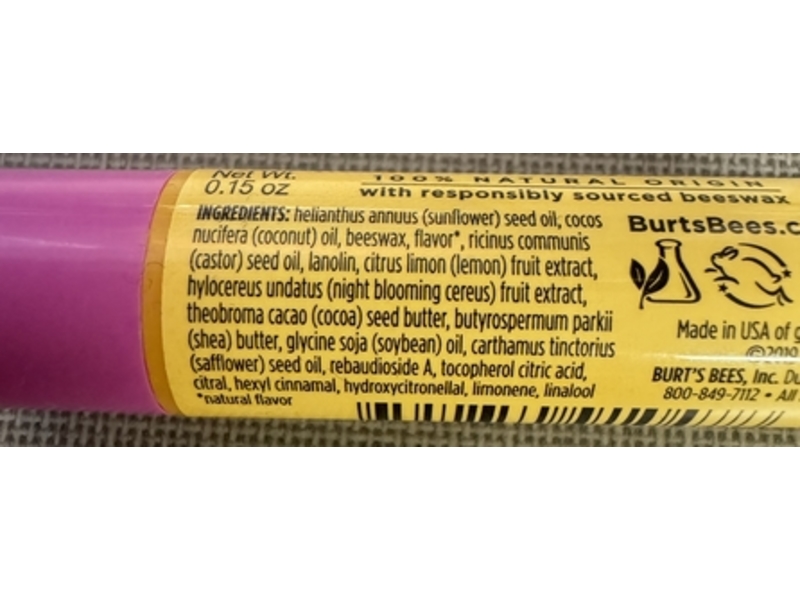 Net Wt.
0.15 oz
100% NATURAL ORIGIN
with responsibly sourced beeswax
INGREDIENTS: helianthus annuus (sunflower) seed oil, cocos
nucifera (coconut) oil, beeswax, flavor*, ricinus communis
(castor) seed oil, lanolin, citrus limon (lemon) fruit extract,
hylocereus undatus (night blooming cereus) fruit extract,
theobroma cacao (cocoa) seed butter, butyrospermum parkii
(shea) butter, glycine soja (soybean) oil, carthamus tinctorius
(safflower) seed oil, rebaudioside A, tocopherol citric acid,
citral, hexyl cinnamal, hydroxycitronellal, limonene, linalool
*natural flavor
BurtsBees.c
Made in USA of g
©2019
BURT'S BEES, Inc. Du
800-849-7112 • All